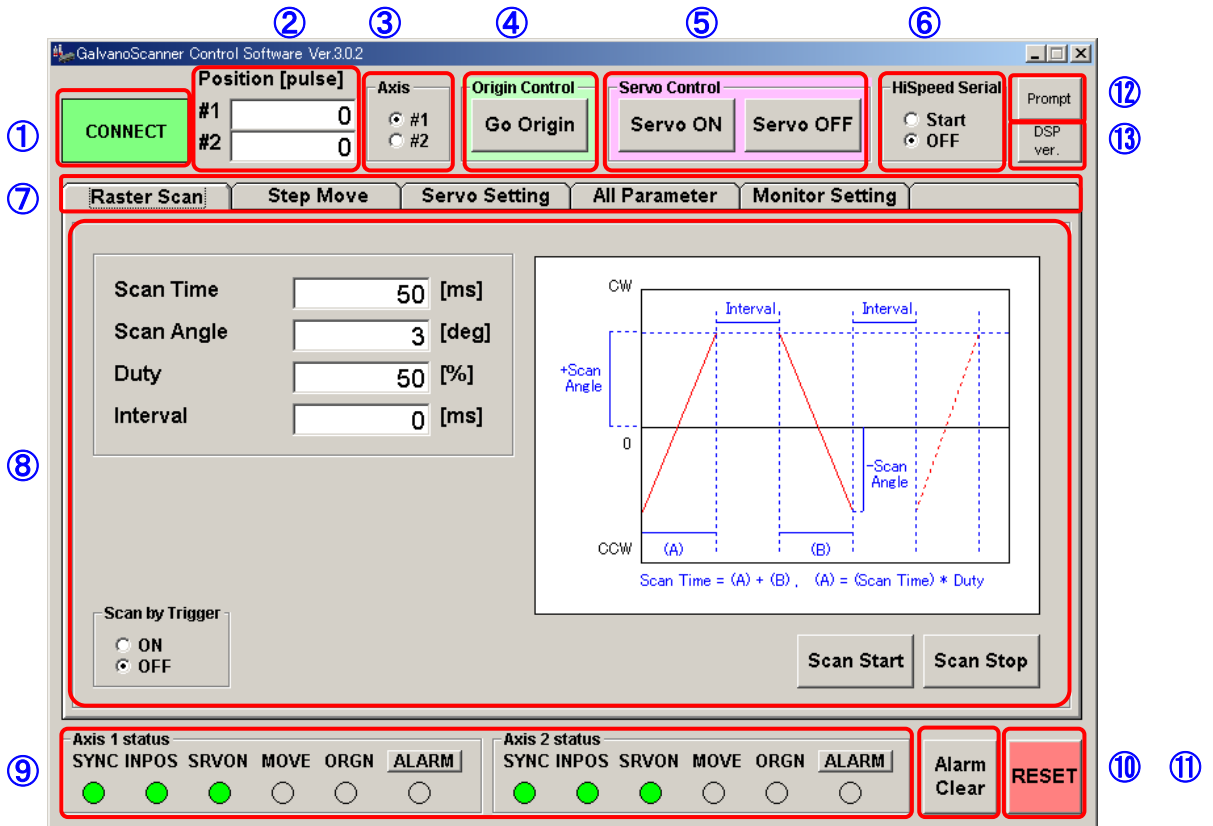 ② ③ ④ ⑤ ⑥
GalvanoScanner Control Software Ver.3.0.2
①
CONNECT
Position [pulse]
#1 0
#2 0
Axis
#1
#2
Origin Control
Go Origin
Servo Control
Servo ON Servo OFF
HiSpeed Serial
Start
OFF
Prompt
⑫
DSP
ver.
⑬
⑦
Raster Scan Step Move Servo Setting All Parameter Monitor Setting
⑧
Scan Time 50 [ms]
Scan Angle 3 [deg]
Duty 50 [%]
Interval 0 [ms]
CW
Interval Interval
+Scan
Angle
0
-Scan
Angle
CCW
(A) (B)
Scan Time = (A) + (B) , (A) = (Scan Time) * Duty
Scan by Trigger
ON
OFF
Scan Start Scan Stop
⑨
Axis 1 status
SYNC INPOS SRVON MOVE ORGN ALARM
Axis 2 status
SYNC INPOS SRVON MOVE ORGN ALARM
Alarm
Clear
RESET
⑩ ⑪